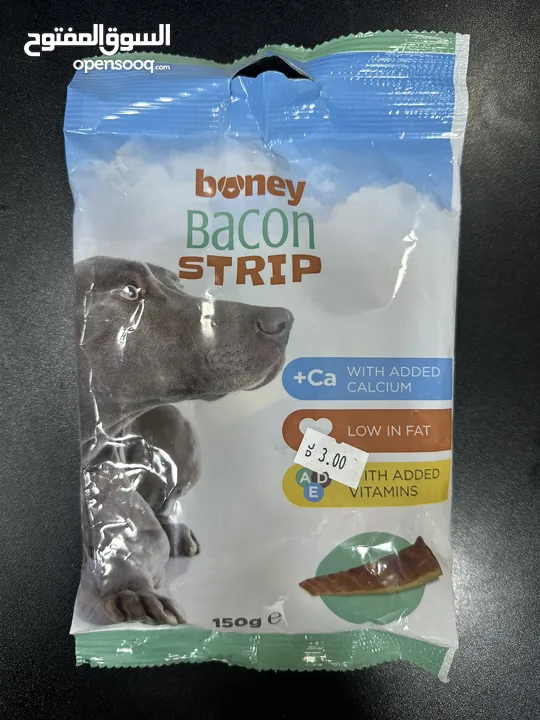 السوق المفتوح
opensooq.com
boney
BACON
STRIP
+Ca WITH ADDED
CALCIUM
LOW IN FAT
JD 3.00
A D
E
WITH ADDED
VITAMINS
150g e